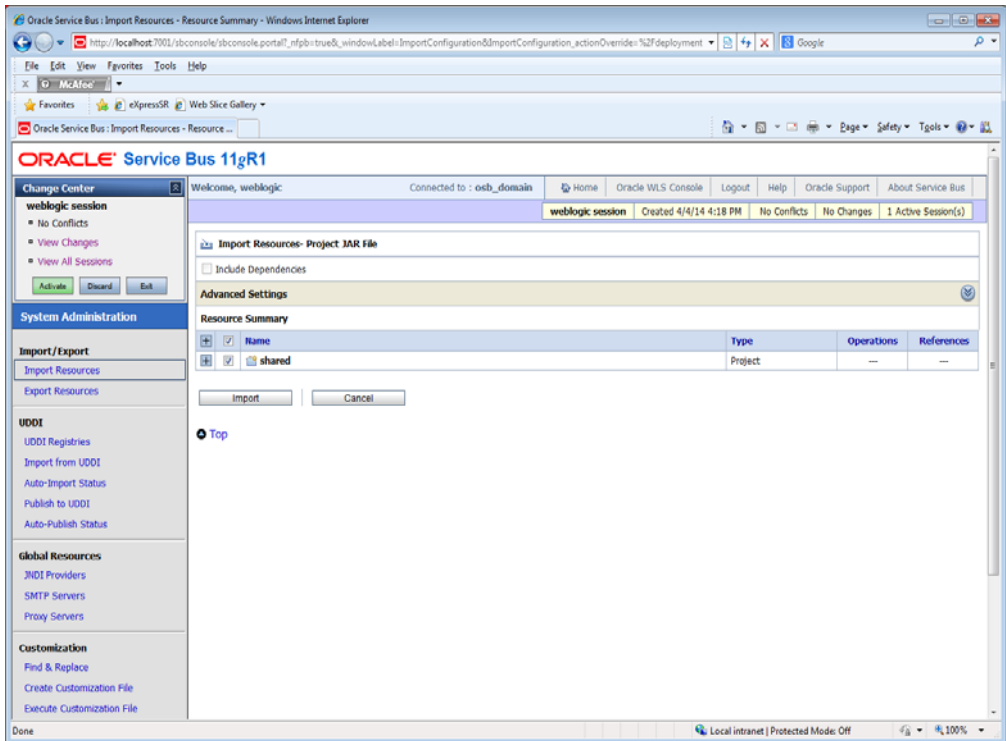 Oracle Service Bus : Import Resources - Resource Summary - Windows Internet Explorer
http://localhost:7001/sbconsole/sbconsole.portal?_nfpb=true&_windowLabel=ImportConfiguration&ImportConfiguration_actionOverride=%2Fdeployment
Google
File Edit View Favorites Tools Help
x McAfee
Favorites eXpressSR Web Slice Gallery
Oracle Service Bus : Import Resources - Resource ...
Page Safety Tools
ORACLE Service Bus 11gR1
Change Center
weblogic session
No Conflicts
View Changes
View All Sessions
Activate Discard Exit
Welcome, weblogic Connected to : osb_domain Home Oracle WLS Console Logout Help Oracle Support About Service Bus
weblogic session Created 4/4/14 4:18 PM No Conflicts No Changes 1 Active Session(s)
System Administration
Import/Export
Import Resources
Export Resources
UDDI
UDDI Registries
Import from UDDI
Auto-Import Status
Publish to UDDI
Auto-Publish Status
Global Resources
JNDI Providers
SMTP Servers
Proxy Servers
Customization
Find & Replace
Create Customization File
Execute Customization File
Import Resources- Project JAR File
Include Dependencies
Advanced Settings
Resource Summary
Name Type Operations References
shared Project --- ---
Import Cancel
Top
Done Local intranet | Protected Mode: Off 100%